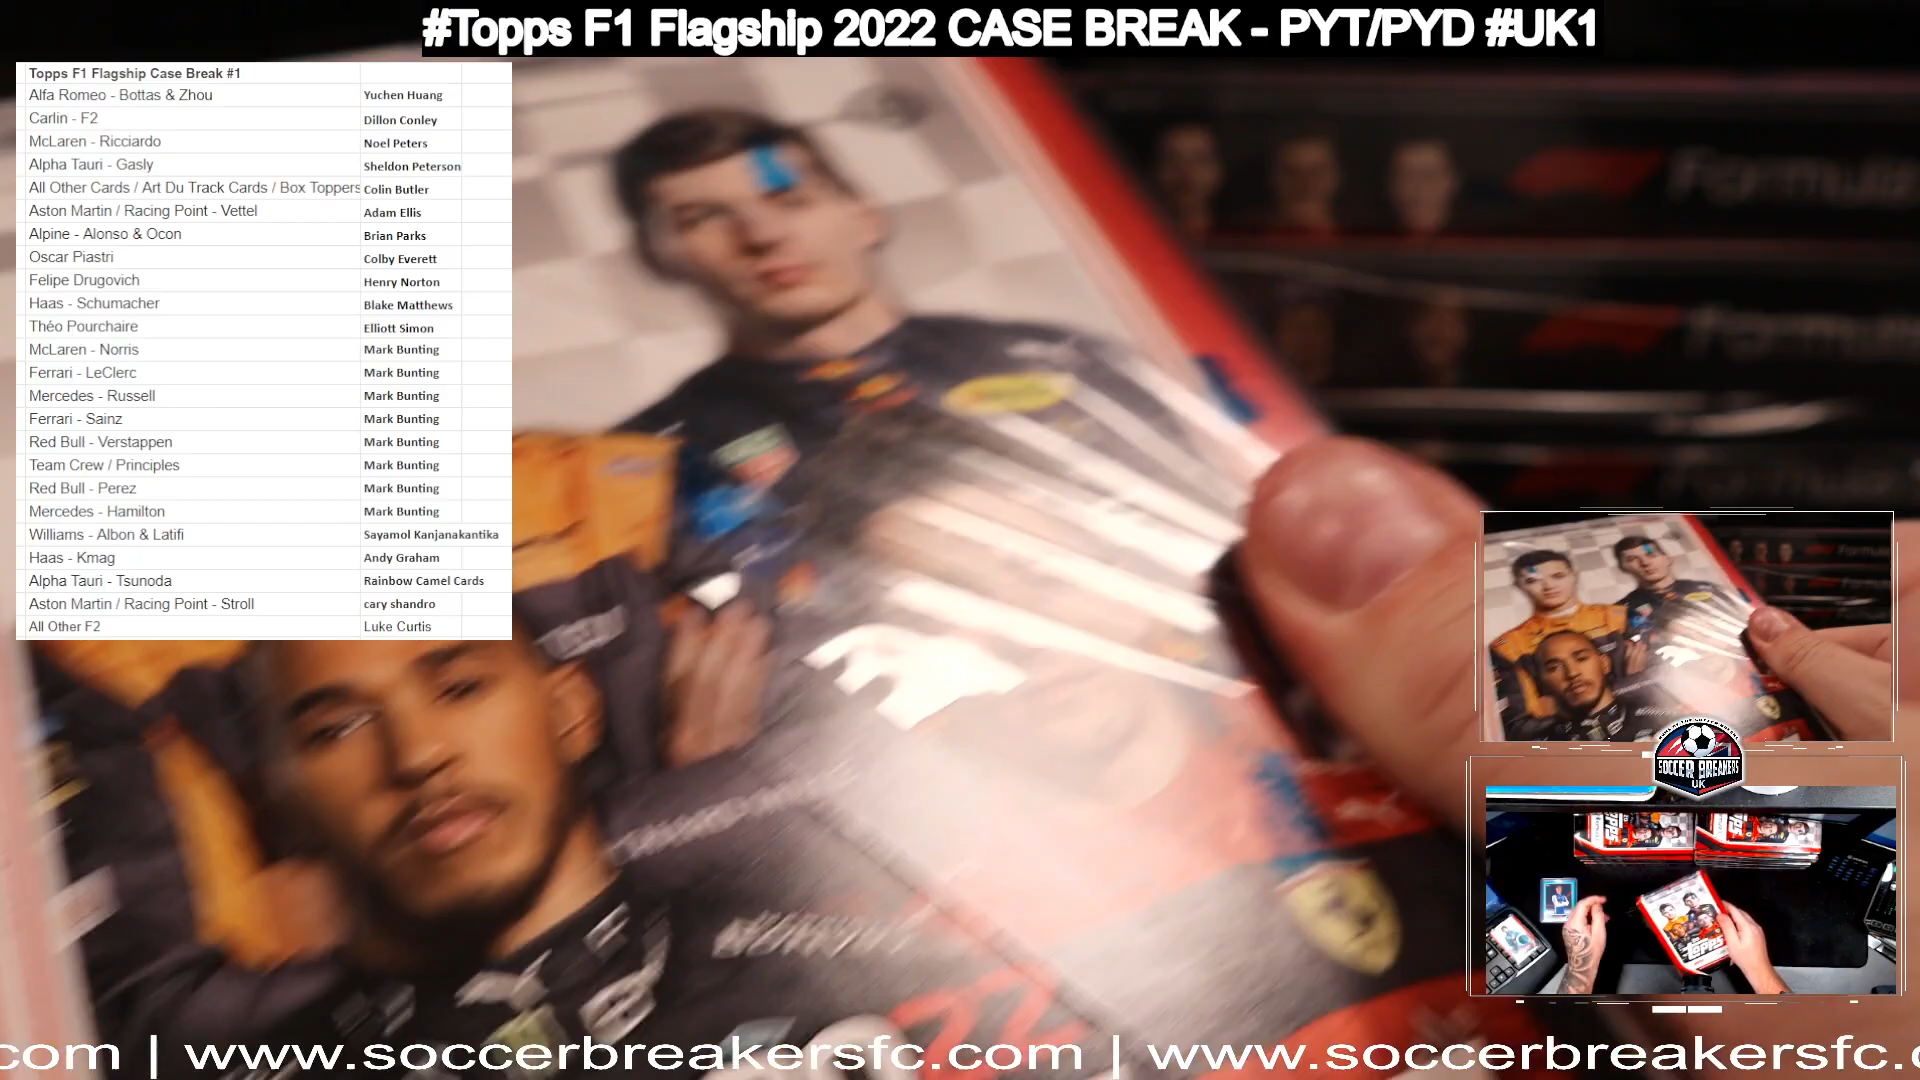 #Topps F1 Flagship 2022 CASE BREAK - PYT/PYD #UK1
Topps F1 Flagship Case Break #1
Alfa Romeo - Bottas & Zhou Yuchen Huang
Carlin - F2 Dillon Conley
McLaren - Ricciardo Noel Peters
Alpha Tauri - Gasly Sheldon Peterson
All Other Cards / Art Du Track Cards / Box Toppers Colin Butler
Aston Martin / Racing Point - Vettel Adam Ellis
Alpine - Alonso & Ocon Brian Parks
Oscar Piastri Colby Everett
Felipe Drugovich Henry Norton
Haas - Schumacher Blake Matthews
Théo Pourchaire Elliott Simon
McLaren - Norris Mark Bunting
Ferrari - LeClerc Mark Bunting
Mercedes - Russell Mark Bunting
Ferrari - Sainz Mark Bunting
Red Bull - Verstappen Mark Bunting
Team Crew / Principles Mark Bunting
Red Bull - Perez Mark Bunting
Mercedes - Hamilton Mark Bunting
Williams - Albon & Latifi Sayamol Kanjanakantika
Haas - Kmag Andy Graham
Alpha Tauri - Tsunoda Rainbow Camel Cards
Aston Martin / Racing Point - Stroll cary shandro
All Other F2 Luke Curtis
Formula
Formula
SOCCER BREAKERS
UK
Topps
com | www.soccerbreakersfc.com | www.soccerbreakersfc.c